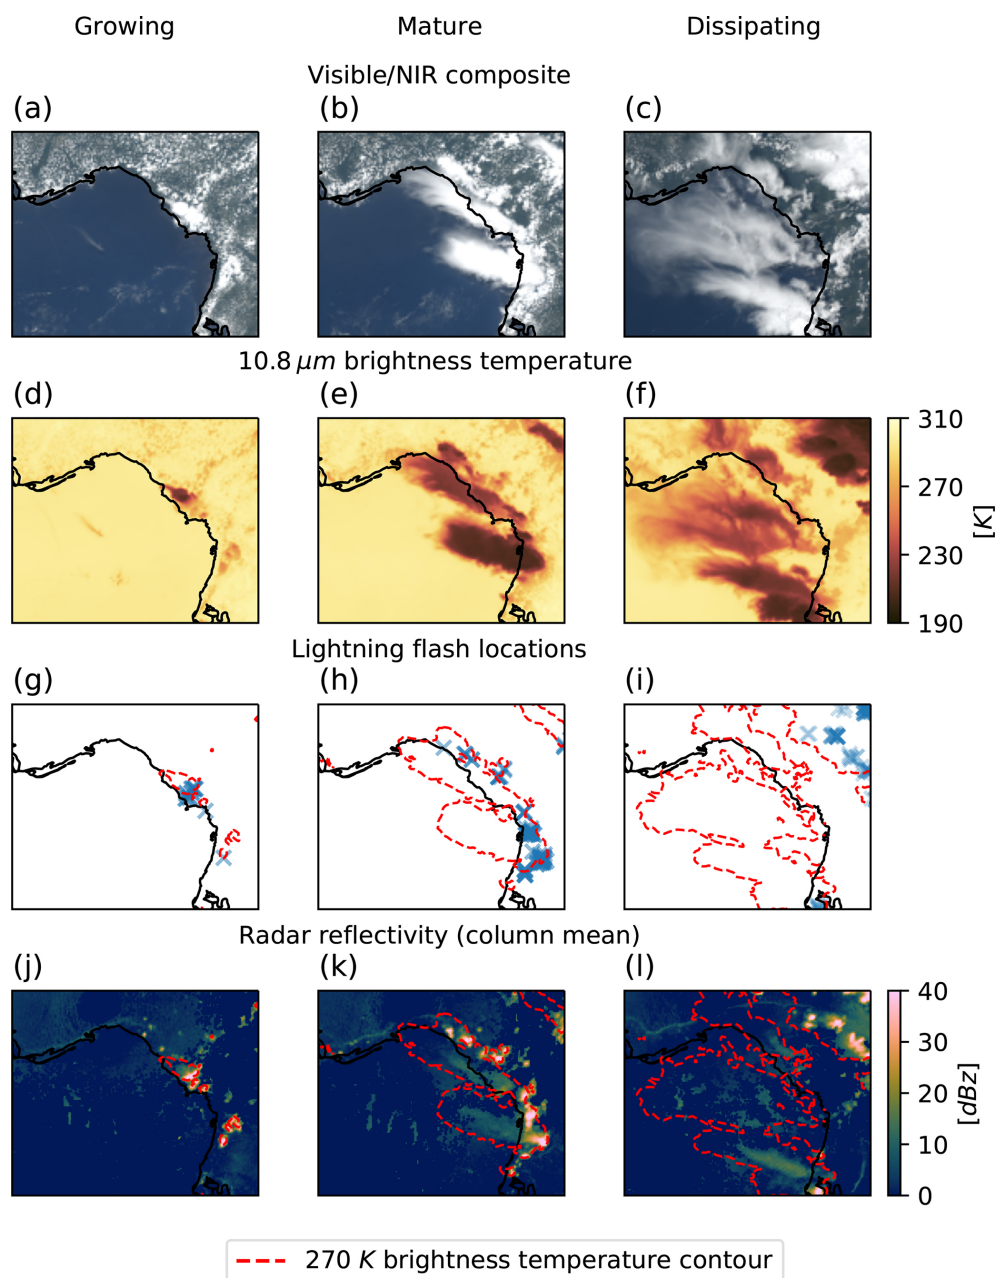 Growing Mature Dissipating
Visible/NIR composite
(a) (b) (c)
10.8 μm brightness temperature
(d) (e) (f)
310
270
230
190
[K]
Lightning flash locations
(g) (h) (i)
Radar reflectivity (column mean)
(j) (k) (l)
40
30
20
10
0
[dBz]
270 K brightness temperature contour